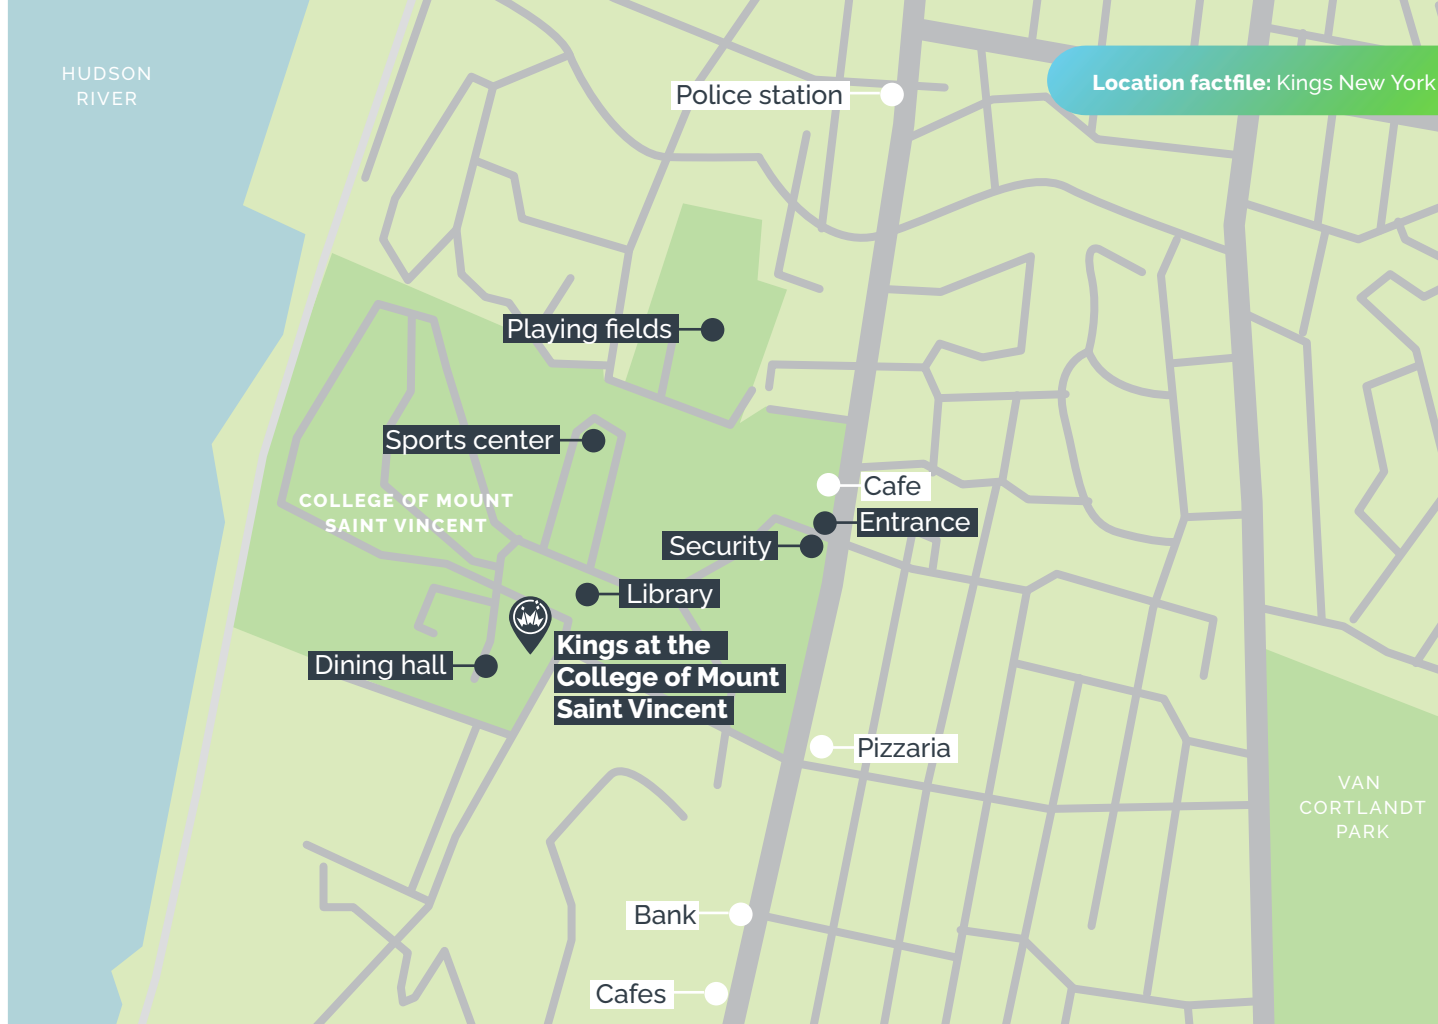 HUDSON
RIVER
Police station
Location factfile: Kings New York
Playing fields
Sports center
COLLEGE OF MOUNT
SAINT VINCENT
Cafe
Entrance
Security
Library
Kings at the
College of Mount
Saint Vincent
Dining hall
Pizzaria
VAN
CORTLANDT
PARK
Bank
Cafes